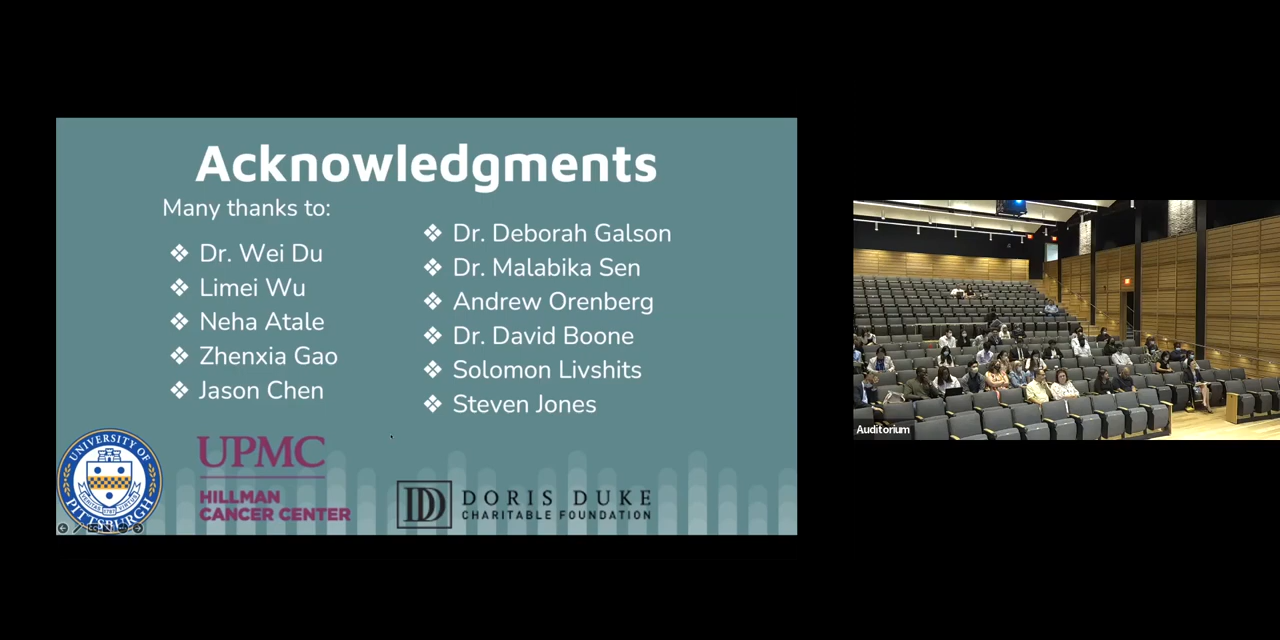 Acknowledgments
Many thanks to:
❖ Dr. Wei Du
❖ Limei Wu
❖ Neha Atale
❖ Zhenxia Gao
❖ Jason Chen
❖ Dr. Deborah Galson
❖ Dr. Malabika Sen
❖ Andrew Orenberg
❖ Dr. David Boone
❖ Solomon Livshits
❖ Steven Jones
UNIVERSITY OF
PITTSBURGH
UPMC
HILLMAN
CANCER CENTER
DD
DORIS DUKE
CHARITABLE FOUNDATION
Auditorium